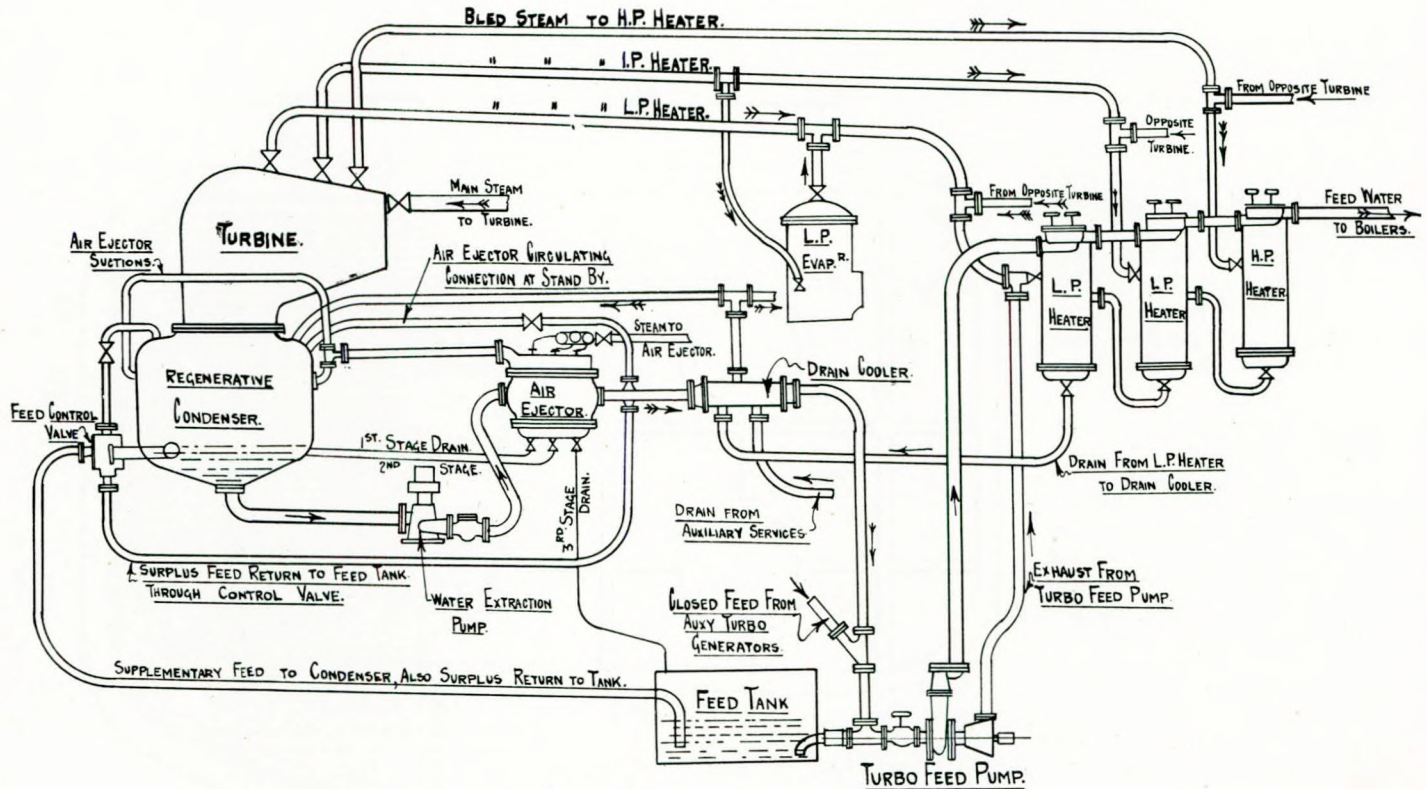 BLED STEAM TO H.P. HEATER.
" " " I.P. HEATER.
" " " L.P. HEATER.
FROM OPPOSITE TURBINE
OPPOSITE
TURBINE.
MAIN STEAM
TO TURBINE.
FROM OPPOSITE TURBINE
FEED WATER
TO BOILERS.
TURBINE.
AIR EJECTOR
SUCTIONS.
AIR EJECTOR CIRCULATING
CONNECTION AT STAND BY.
L.P.
EVAP.R.
L.P.
HEATER
I.P.
HEATER
H.P.
HEATER
STEAM TO
AIR EJECTOR.
DRAIN COOLER.
REGENERATIVE
CONDENSER.
AIR
EJECTOR.
FEED CONTROL
VALVE
1ST. STAGE DRAIN.
2ND STAGE.
3RD. STAGE
DRAIN.
DRAIN FROM L.P. HEATER
TO DRAIN COOLER.
DRAIN FROM
AUXILIARY SERVICES
SURPLUS FEED RETURN TO FEED TANK
THROUGH CONTROL VALVE.
WATER EXTRACTION
PUMP.
CLOSED FEED FROM
AUXY TURBO
GENERATORS.
EXHAUST FROM
TURBO FEED PUMP.
SUPPLEMENTARY FEED TO CONDENSER, ALSO SURPLUS RETURN TO TANK.
FEED TANK
TURBO FEED PUMP.